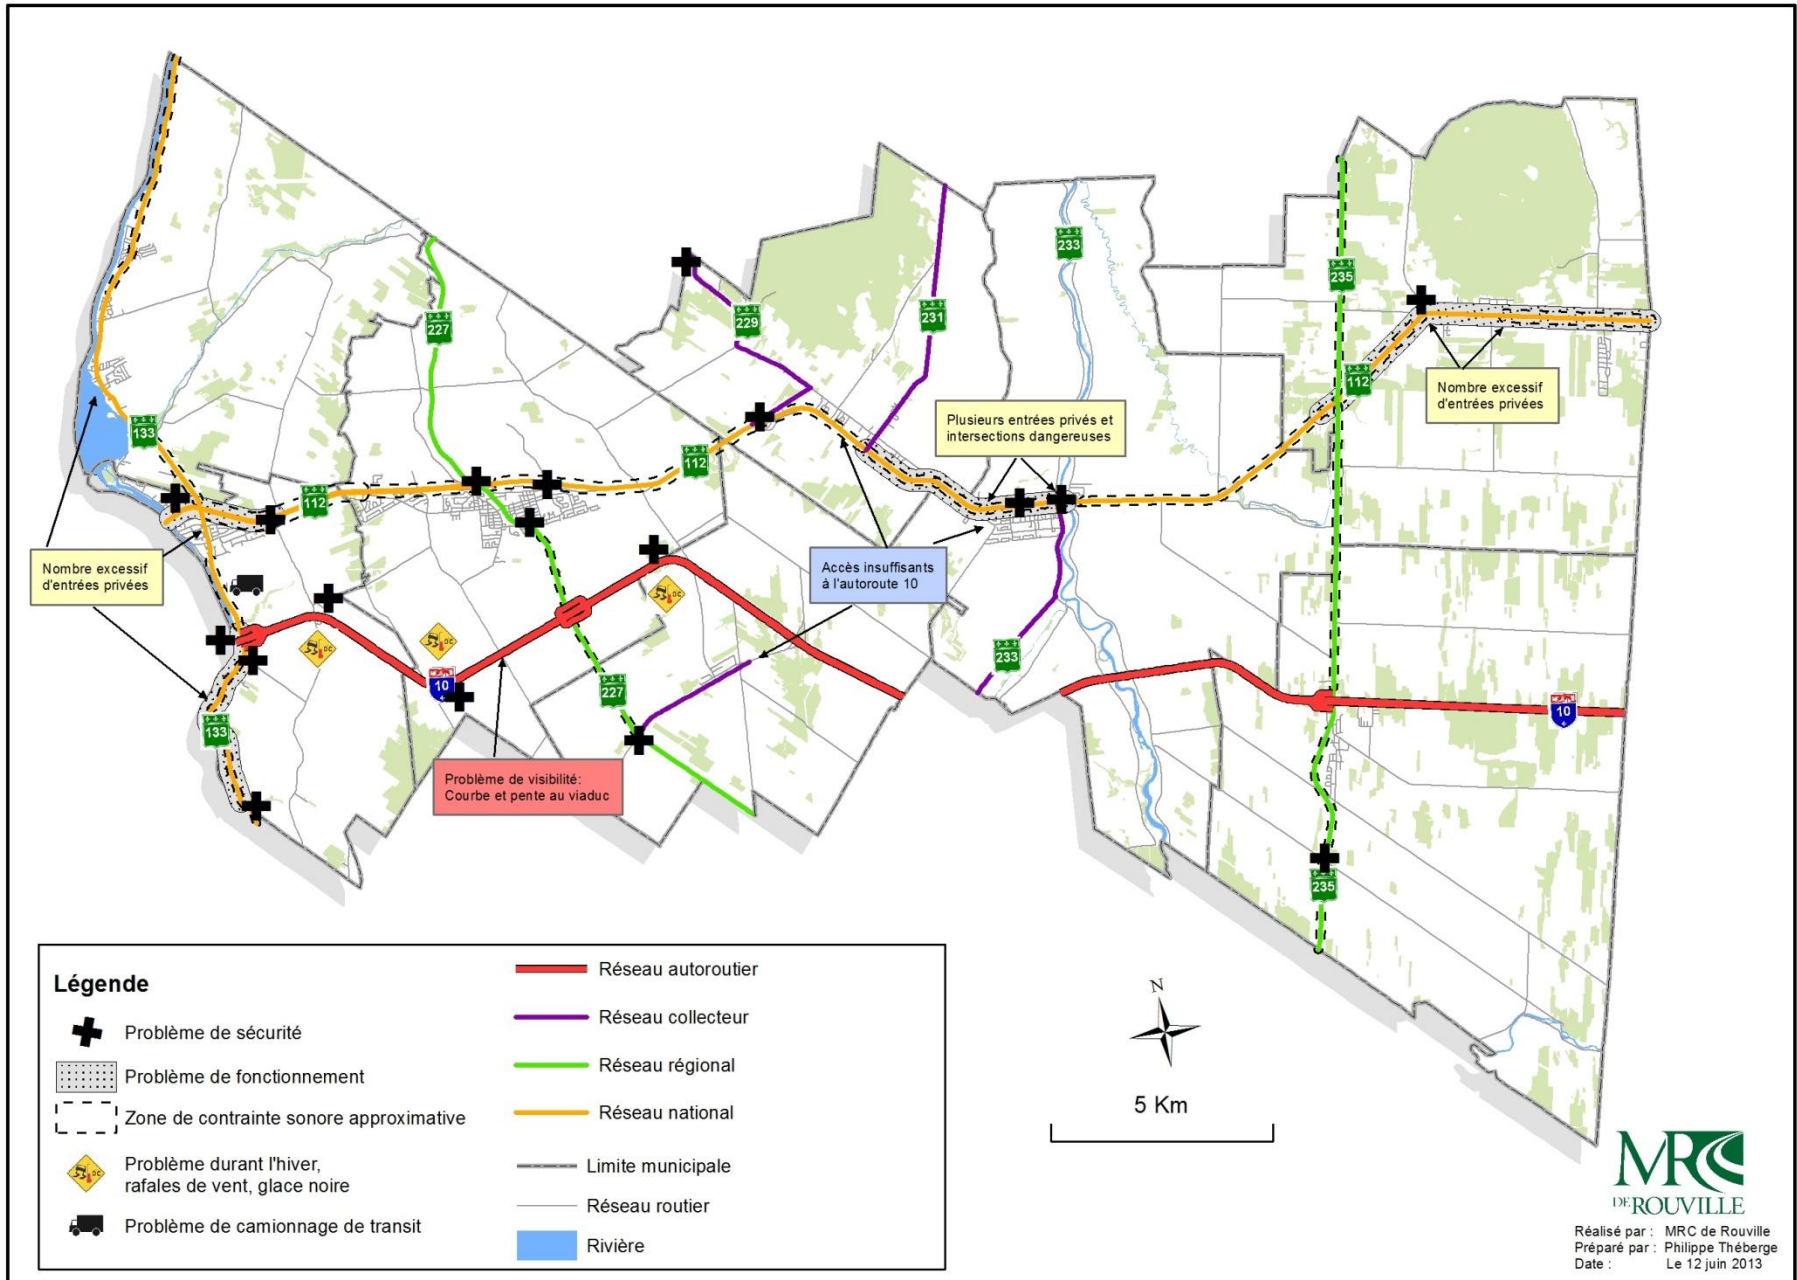 227
229
231
233
235
133
112
112
112
Nombre excessif
d'entrées privées
Plusieurs entrées privés et
intersections dangereuses
Nombre excessif
d'entrées privées
Accès insuffisants
à l'autoroute 10
10
227
233
10
133
Problème de visibilité:
Courbe et pente au viaduc
235
Légende
Problème de sécurité
Problème de fonctionnement
Zone de contrainte sonore approximative
Problème durant l'hiver,
rafales de vent, glace noire
Problème de camionnage de transit
Réseau autoroutier
Réseau collecteur
Réseau régional
Réseau national
Limite municipale
Réseau routier
Rivière
N
5 Km
MRC
DE ROUVILLE
Réalisé par : MRC de Rouville
Préparé par : Philippe Théberge
Date : Le 12 juin 2013